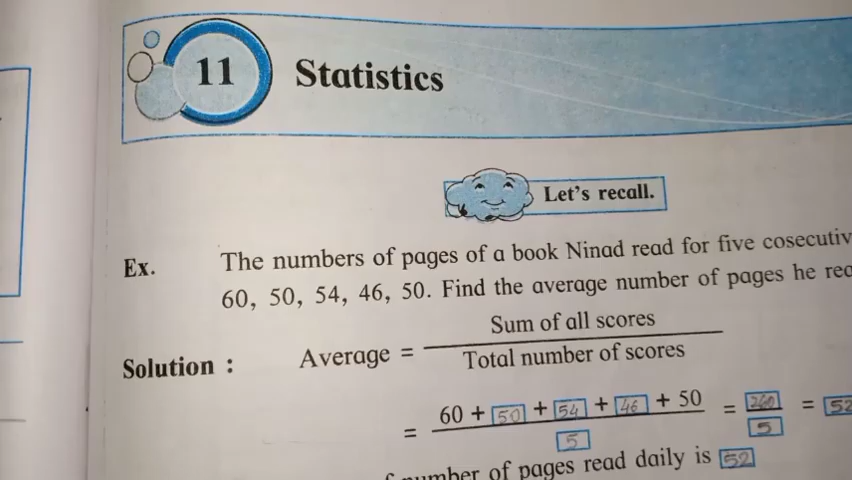 11 Statistics
Let's recall.
Ex. The numbers of pages of a book Ninad read for five cosecutiv
60, 50, 54, 46, 50. Find the average number of pages he rea
Solution : Average = Sum of all scores / Total number of scores
= 60 + 50 + 54 + 46 + 50 / 5 = 260 / 5 = 52
number of pages read daily is 52